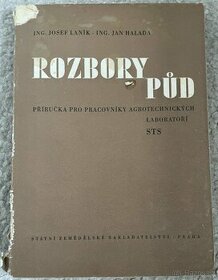 ING. JOSEF LANÍK - ING. JAN HALADA
ROZBORY
PŮD
PŘÍRUČKA PRO PRACOVNÍKY AGROTECHNICKÝCH
LABORATOŘÍ
STS
STÁTNÍ ZEMĚDĚLSKÉ NAKLADATELSTVÍ - PRAHA